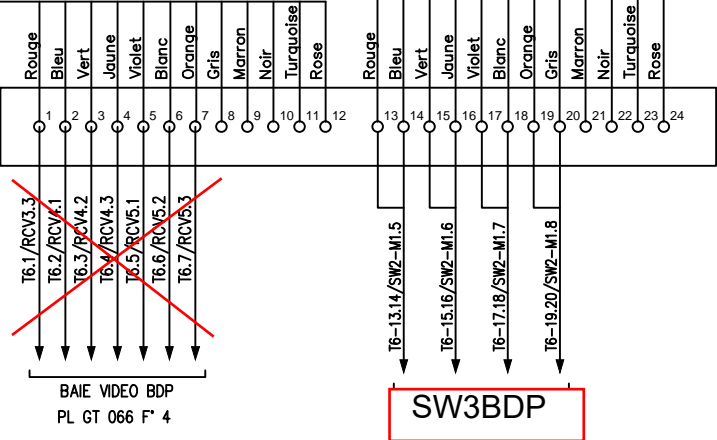 Rouge
Bleu
Vert
Jaune
Violet
Blanc
Orange
Gris
Marron
Noir
Turquoise
Rose
Rouge
Bleu
Vert
Jaune
Violet
Blanc
Orange
Gris
Marron
Noir
Turquoise
Rose
1 2 3 4 5 6 7 8 9 10 11 12 13 14 15 16 17 18 19 20 21 22 23 24
T6.1/RCV3.3
T6.2/RCV4.1
T6.3/RCV4.2
T6.4/RCV4.3
T6.5/RCV5.1
T6.6/RCV5.2
T6.7/RCV5.3
T6-13.14/SW2-M1.5
T6-15.16/SW2-M1.6
T6-17.18/SW2-M1.7
T6-19.20/SW2-M1.8
BAIE VIDEO BDP
PL GT 066 F° 4
SW3BDP